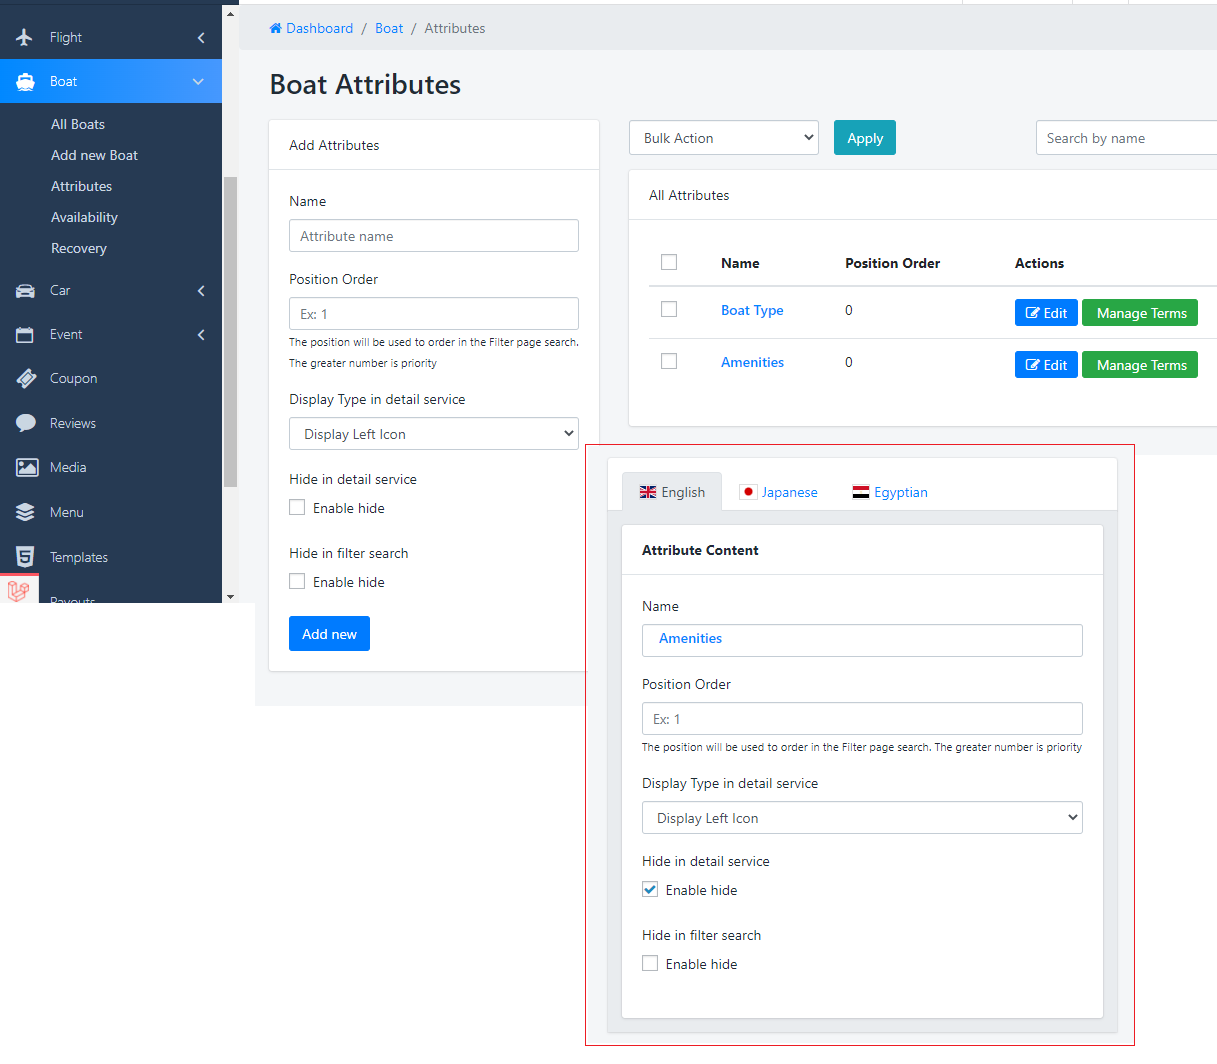 Flight
Boat
All Boats
Add new Boat
Attributes
Availability
Recovery
Car
Event
Coupon
Reviews
Media
Menu
Templates
Payouts
Dashboard / Boat / Attributes
Boat Attributes
Add Attributes
Name
Attribute name
Position Order
Ex: 1
The position will be used to order in the Filter page search.
The greater number is priority
Display Type in detail service
Display Left Icon
Hide in detail service
Enable hide
Hide in filter search
Enable hide
Add new
Bulk Action
Apply
Search by name
All Attributes
Name Position Order Actions
Boat Type 0 Edit Manage Terms
Amenities 0 Edit Manage Terms
English Japanese Egyptian
Attribute Content
Name
Amenities
Position Order
Ex: 1
The position will be used to order in the Filter page search. The greater number is priority
Display Type in detail service
Display Left Icon
Hide in detail service
Enable hide
Hide in filter search
Enable hide